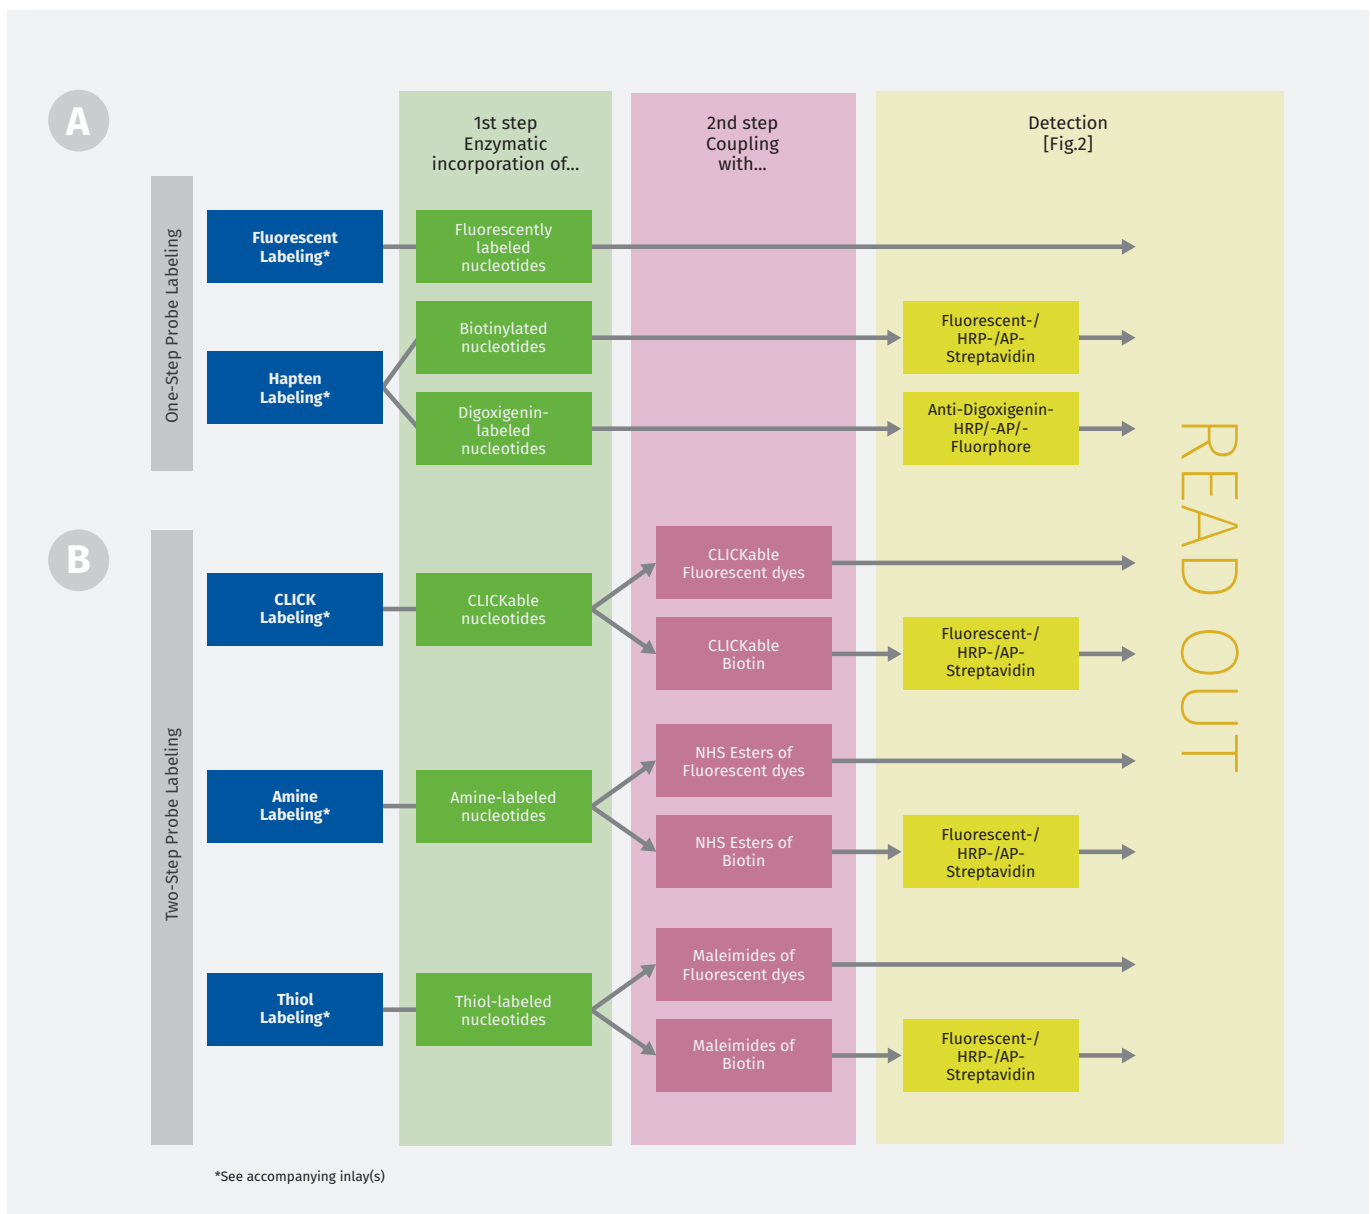 A
1st step
Enzymatic
incorporation of...
2nd step
Coupling
with...
Detection
[Fig.2]
One-Step Probe Labeling
Fluorescent
Labeling*
Fluorescently
labeled
nucleotides
Hapten
Labeling*
Biotinylated
nucleotides
Fluorescent-/
HRP-/AP-
Streptavidin
Digoxigenin-
labeled
nucleotides
Anti-Digoxigenin-
HRP/-AP/-
Fluorphore
READ OUT
B
Two-Step Probe Labeling
CLICK
Labeling*
CLICKable
nucleotides
CLICKable
Fluorescent dyes
CLICKable
Biotin
Fluorescent-/
HRP-/AP-
Streptavidin
Amine
Labeling*
Amine-labeled
nucleotides
NHS Esters of
Fluorescent dyes
NHS Esters of
Biotin
Fluorescent-/
HRP-/AP-
Streptavidin
Thiol
Labeling*
Thiol-labeled
nucleotides
Maleimides of
Fluorescent dyes
Maleimides of
Biotin
Fluorescent-/
HRP-/AP-
Streptavidin
*See accompanying inlay(s)